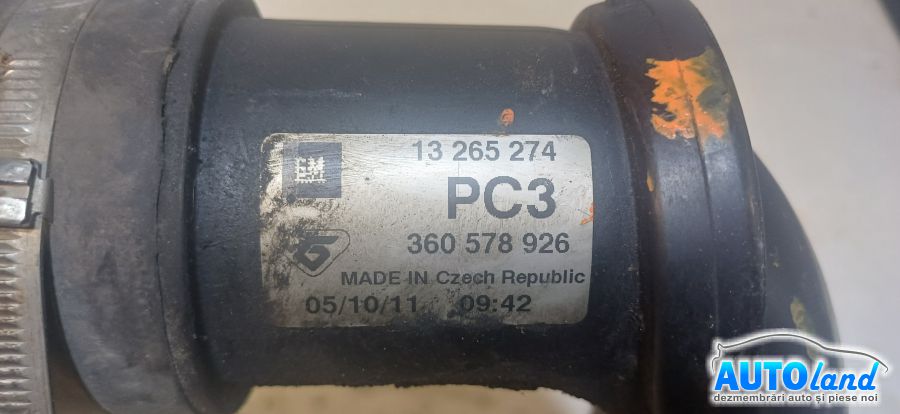 GM
13 265 274
PC3
360 578 926
MADE IN Czech Republic
05/10/11 09:42
AUTOland
dezmembrări auto și piese noi